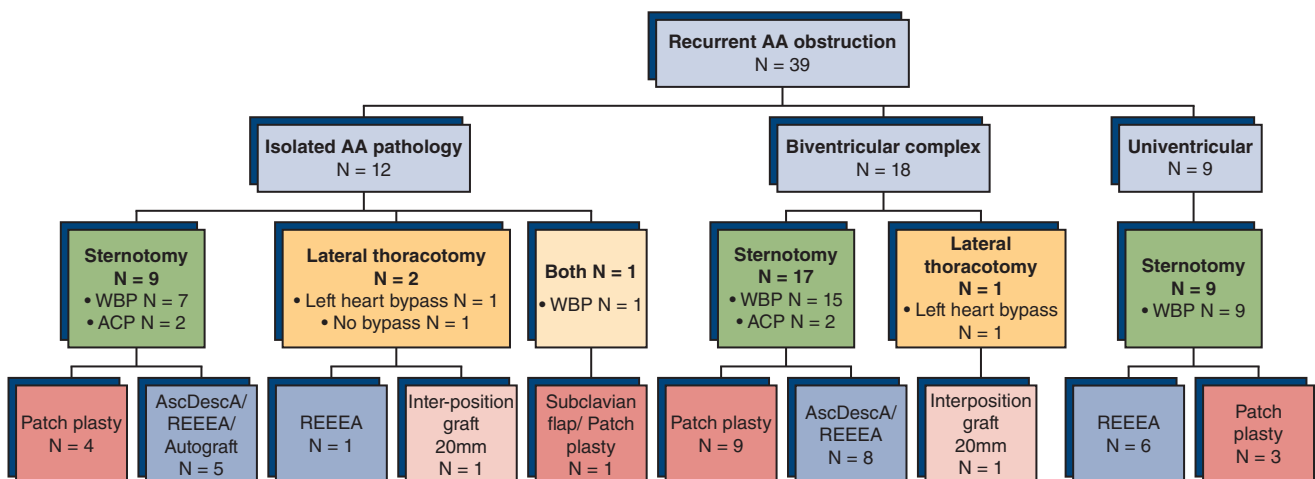 Recurrent AA obstruction
N = 39
Isolated AA pathology
N = 12
Biventricular complex
N = 18
Univentricular
N = 9
Sternotomy
N = 9
• WBP N = 7
• ACP N = 2
Lateral thoracotomy
N = 2
• Left heart bypass N = 1
• No bypass N = 1
Both N = 1
• WBP N = 1
Sternotomy
N = 17
• WBP N = 15
• ACP N = 2
Lateral
thoracotomy
N = 1
• Left heart bypass
N = 1
Sternotomy
N = 9
• WBP N = 9
Patch plasty
N = 4
AscDescA/
REEEA/
Autograft
N = 5
REEEA
N = 1
Inter-position
graft
20mm
N = 1
Subclavian
flap/ Patch
plasty
N = 1
Patch plasty
N = 9
AscDescA/
REEEA
N = 8
Interposition
graft
20mm
N = 1
REEEA
N = 6
Patch
plasty
N = 3